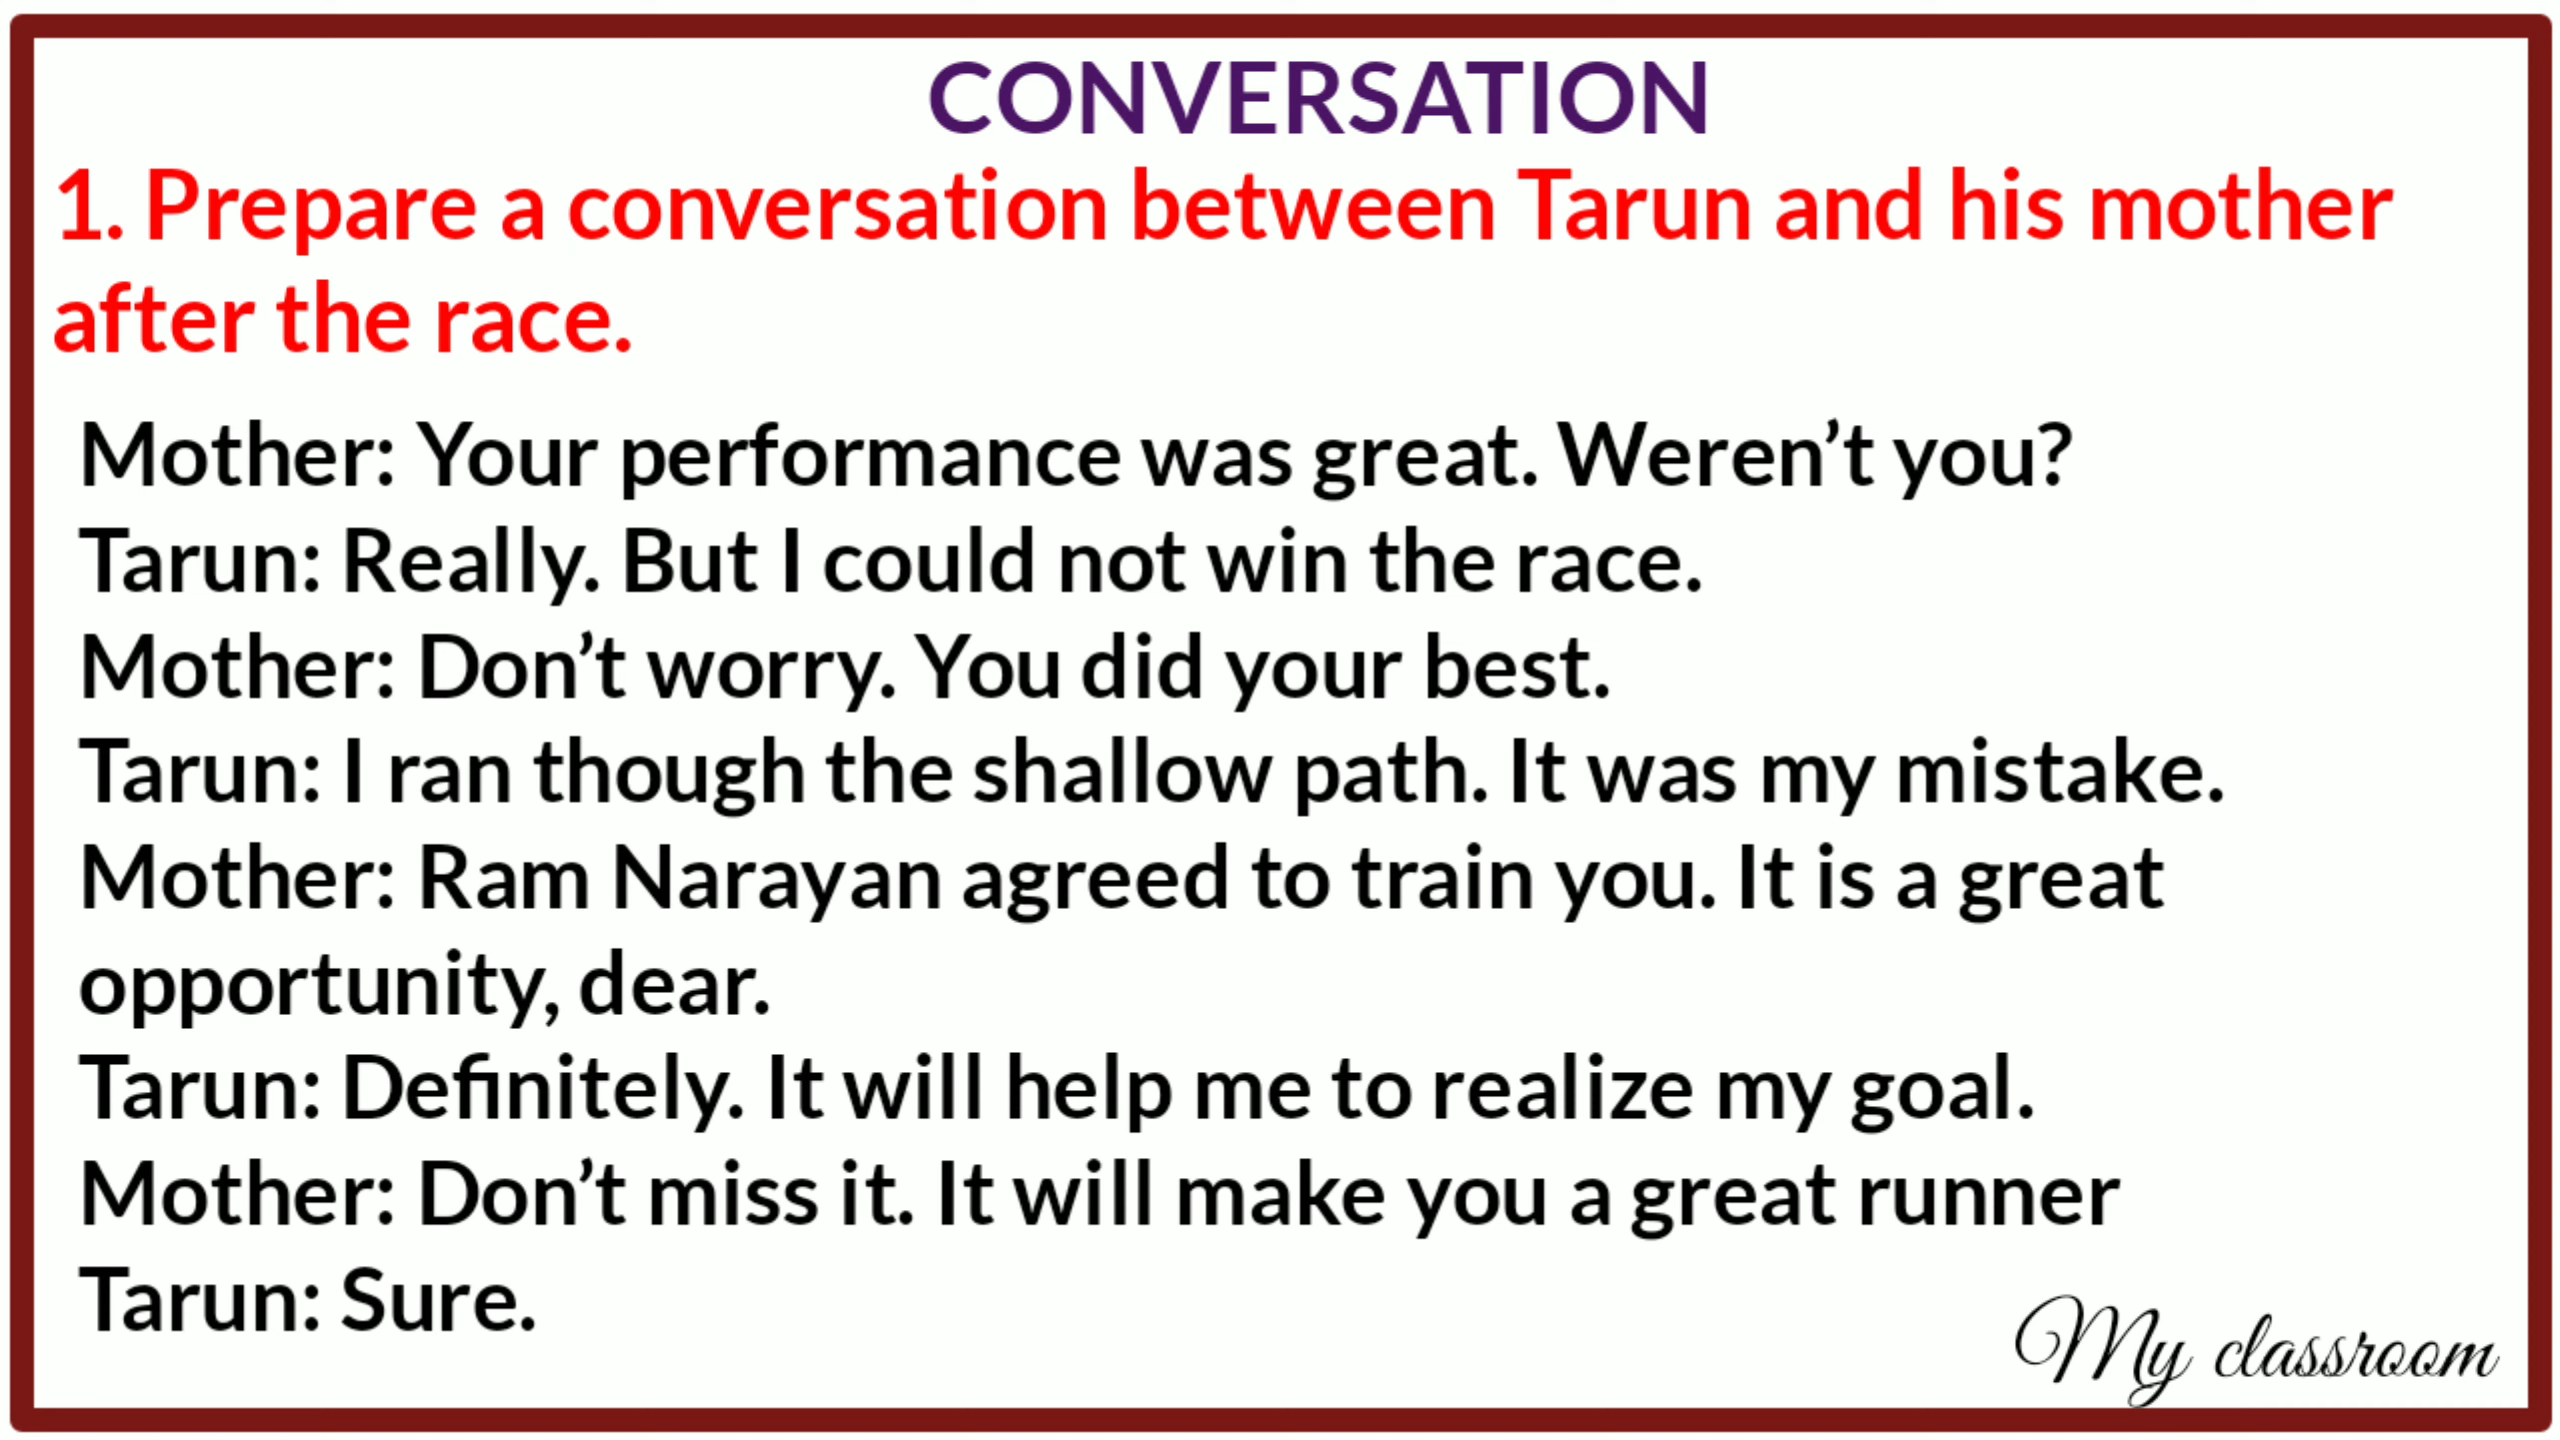 CONVERSATION
1. Prepare a conversation between Tarun and his mother
after the race.
Mother: Your performance was great. Weren’t you?
Tarun: Really. But I could not win the race.
Mother: Don’t worry. You did your best.
Tarun: I ran though the shallow path. It was my mistake.
Mother: Ram Narayan agreed to train you. It is a great
opportunity, dear.
Tarun: Definitely. It will help me to realize my goal.
Mother: Don’t miss it. It will make you a great runner
Tarun: Sure.
My classroom